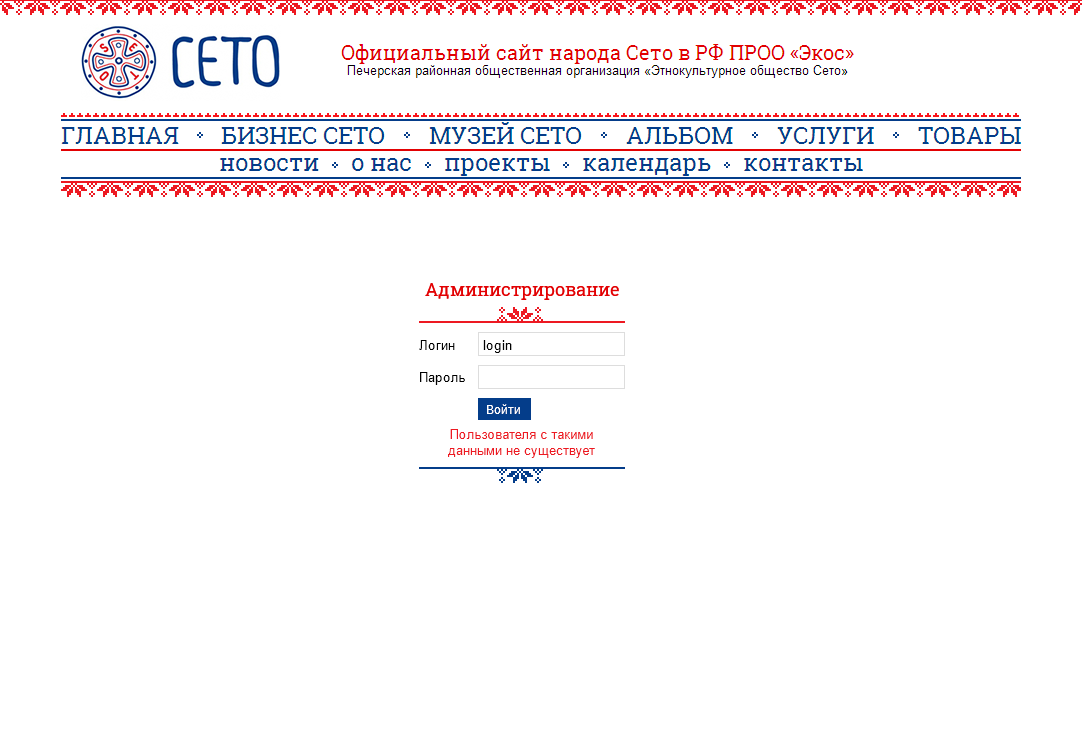 SETO
СЕТО
Официальный сайт народа Сето в РФ ПРОО «Экос»
Печерская районная общественная организация «Этнокультурное общество Сето»
ГЛАВНАЯ БИЗНЕС СЕТО МУЗЕЙ СЕТО АЛЬБОМ УСЛУГИ ТОВАРЫ
новости о нас проекты календарь контакты
Администрирование
Логин login
Пароль
Войти
Пользователя с такими
данными не существует